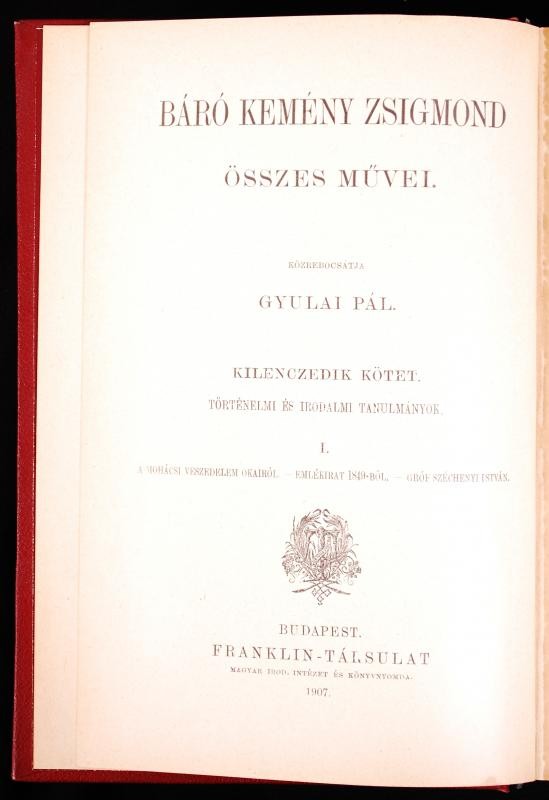 BÁRÓ KEMÉNY ZSIGMOND
ÖSSZES MŰVEI.
KÖZREBOCSÁTJA
GYULAI PÁL.
KILENCZEDIK KÖTET.
TÖRTÉNELMI ÉS IRODALMI TANULMÁNYOK.
I.
A MOHÁCSI VESZEDELEM OKAIRÓL. — EMLÉKIRAT 1849-BŐL. — GRÓF SZÉCHENYI ISTVÁN.
BUDAPEST.
FRANKLIN-TÁRSULAT
MAGYAR IROD. INTÉZET ÉS KÖNYVNYOMDA.
1907.